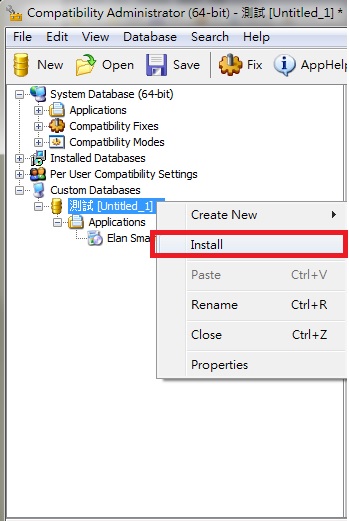 Compatibility Administrator (64-bit) - 測試 [Untitled_1] *
File Edit View Database Search Help
New Open Save Fix AppHelp
System Database (64-bit)
Applications
Compatibility Fixes
Compatibility Modes
Installed Databases
Per User Compatibility Settings
Custom Databases
測試 [Untitled_1]
Applications
Elan Sma
Create New
Install
Paste Ctrl+V
Rename Ctrl+R
Close Ctrl+Z
Properties